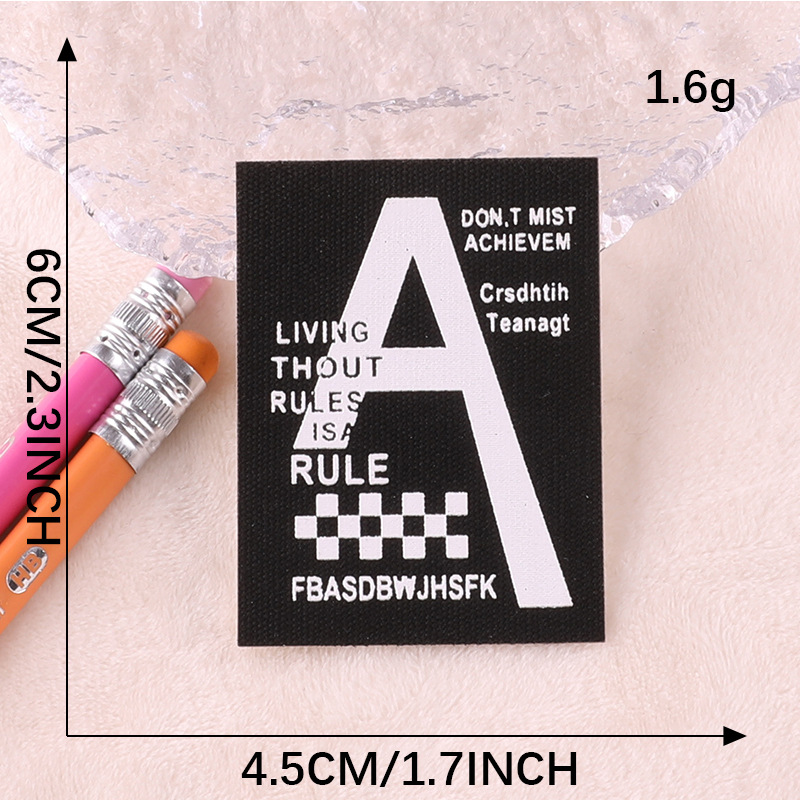 1.6g
6CM/2.3INCH
A
DON,T MIST
ACHIEVEM
Crsdhtih
Teanagt
LIVING
THOUT
RULES
ISA
RULE
FBASDBWJHSFK
HB
4.5CM/1.7INCH